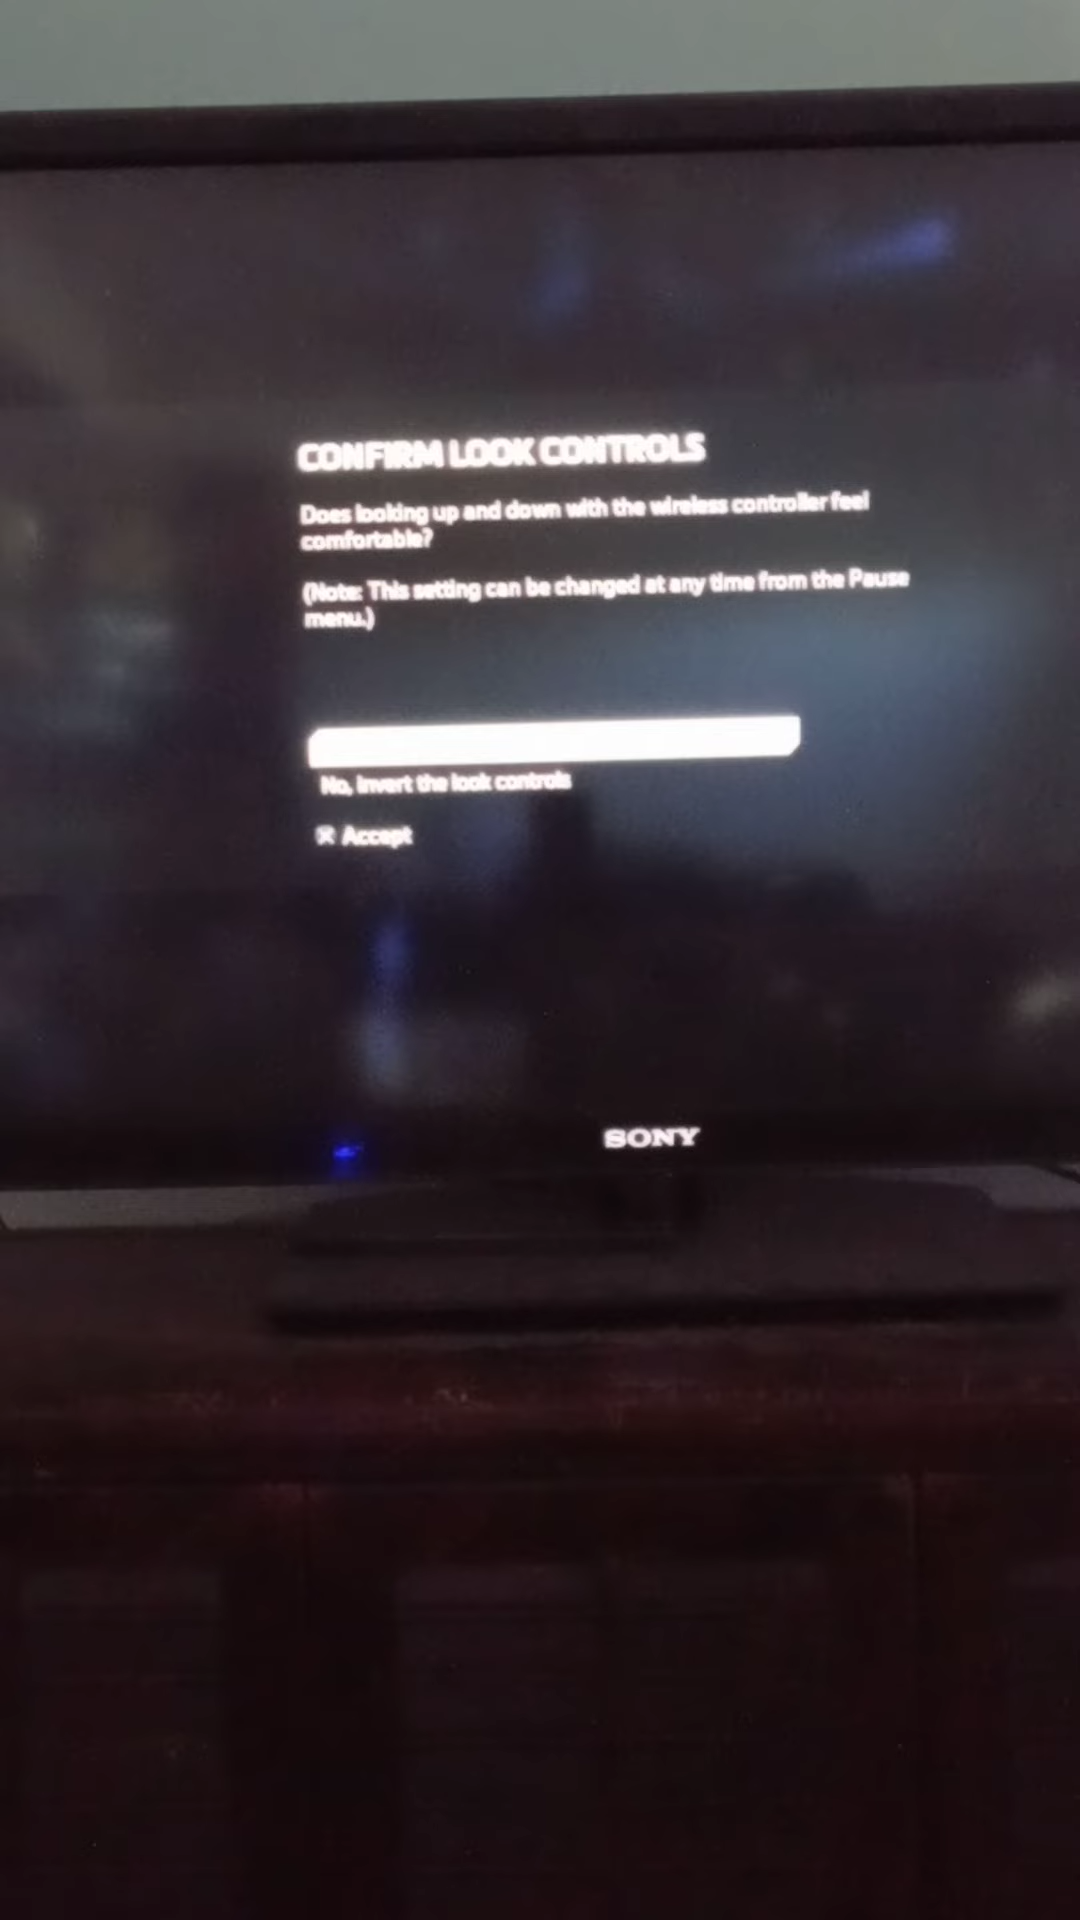 CONFIRM LOOK CONTROLS
Does looking up and down with the wireless controller feel
comfortable?
(Note: This setting can be changed at any time from the Pause
menu.)
No, invert the look controls
Accept
SONY